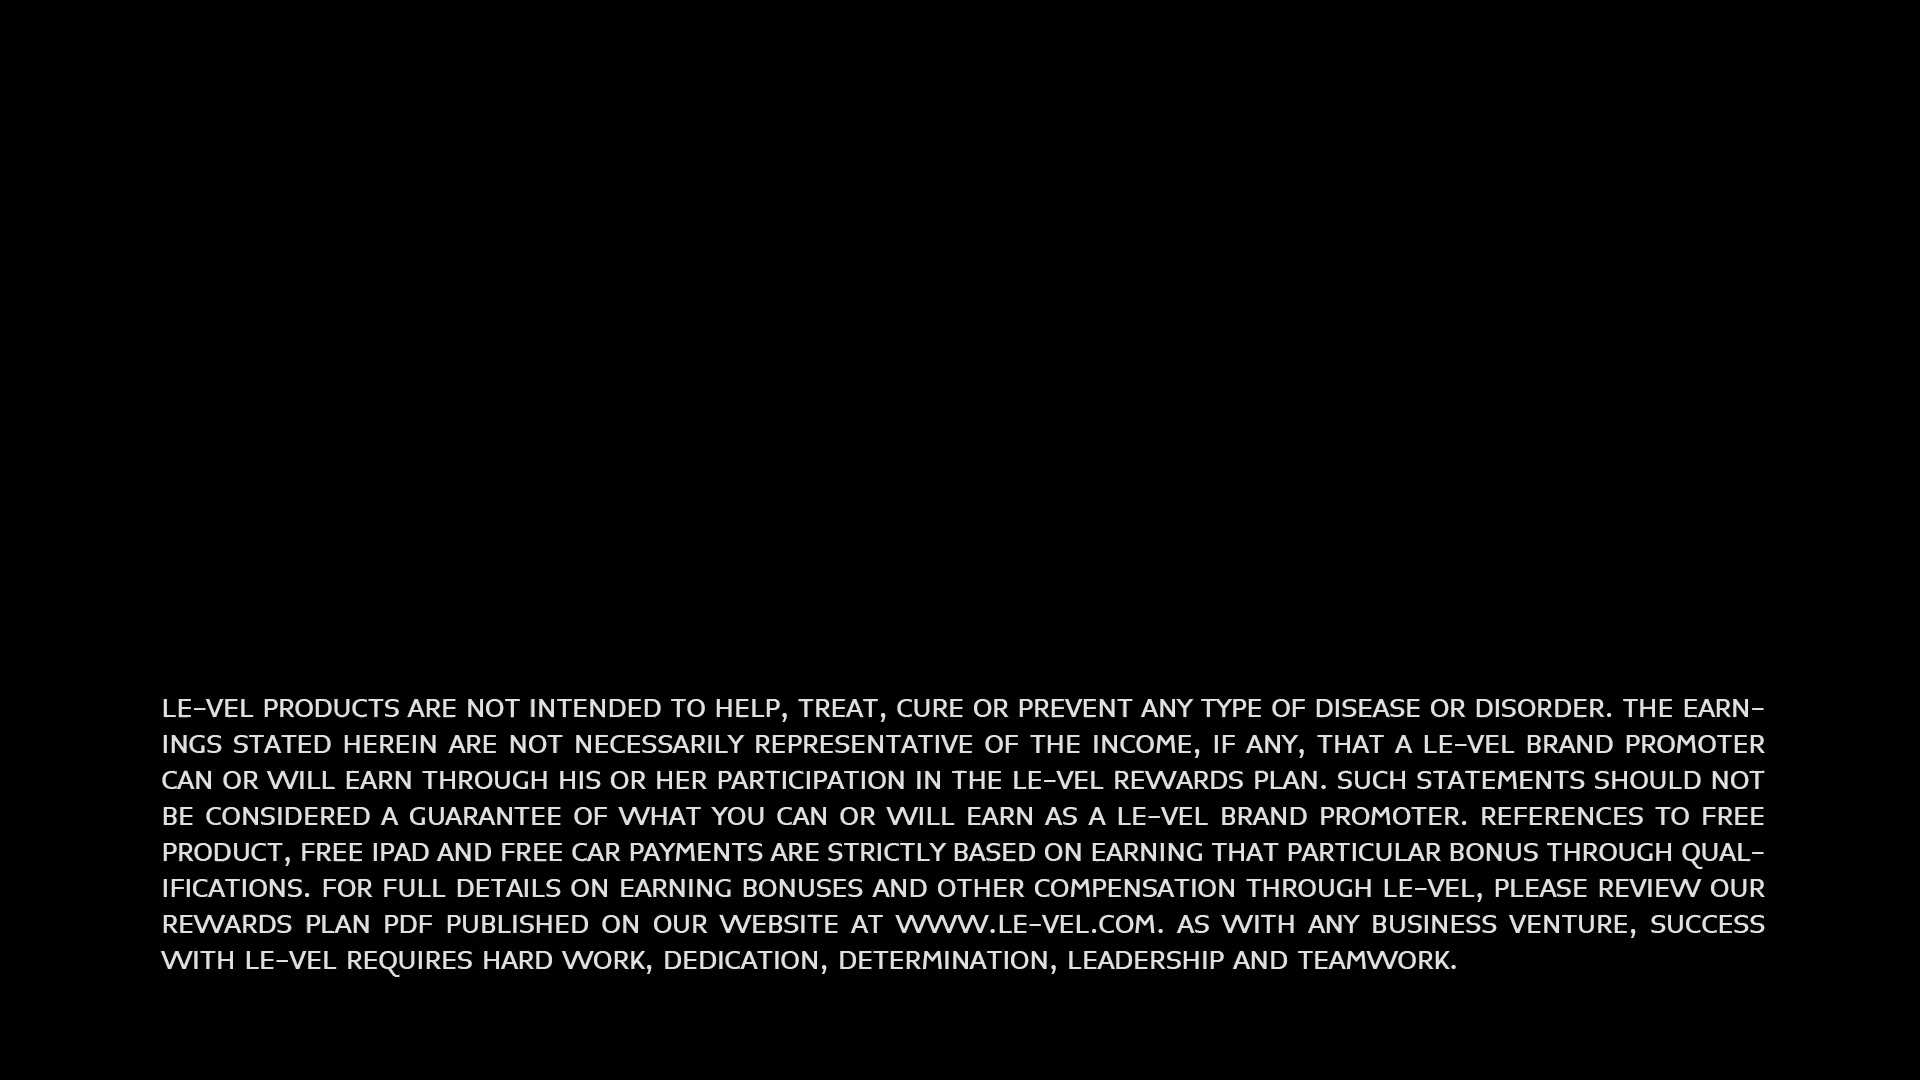 LE-VEL PRODUCTS ARE NOT INTENDED TO HELP, TREAT, CURE OR PREVENT ANY TYPE OF DISEASE OR DISORDER. THE EARN-
INGS STATED HEREIN ARE NOT NECESSARILY REPRESENTATIVE OF THE INCOME, IF ANY, THAT A LE-VEL BRAND PROMOTER
CAN OR WILL EARN THROUGH HIS OR HER PARTICIPATION IN THE LE-VEL REWARDS PLAN. SUCH STATEMENTS SHOULD NOT
BE CONSIDERED A GUARANTEE OF WHAT YOU CAN OR WILL EARN AS A LE-VEL BRAND PROMOTER. REFERENCES TO FREE
PRODUCT, FREE IPAD AND FREE CAR PAYMENTS ARE STRICTLY BASED ON EARNING THAT PARTICULAR BONUS THROUGH QUAL-
IFICATIONS. FOR FULL DETAILS ON EARNING BONUSES AND OTHER COMPENSATION THROUGH LE-VEL, PLEASE REVIEW OUR
REWARDS PLAN PDF PUBLISHED ON OUR WEBSITE AT WWW.LE-VEL.COM. AS WITH ANY BUSINESS VENTURE, SUCCESS
WITH LE-VEL REQUIRES HARD WORK, DEDICATION, DETERMINATION, LEADERSHIP AND TEAMWORK.